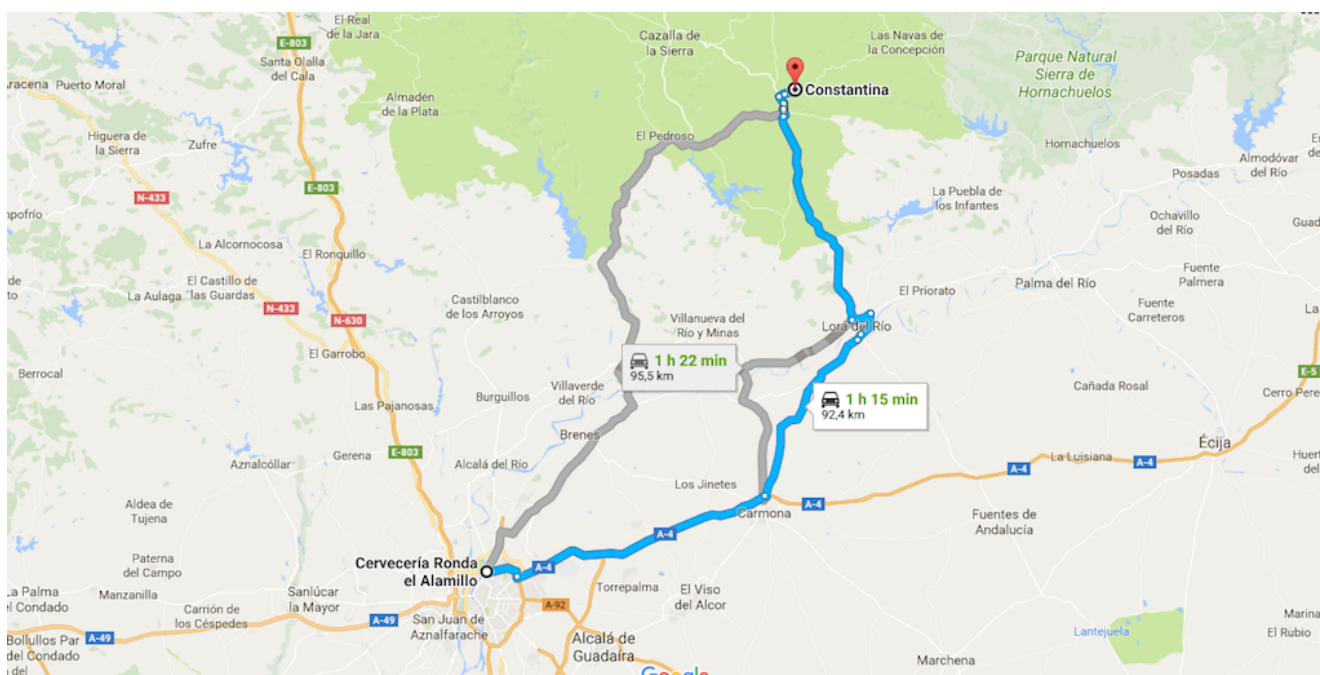 El Real
de la Jara
Cazalla de
la Sierra
Las Navas de
la Concepción
E-803
Santa Olalla
del Cala
Parque Natural
Sierra de
Hornachuelos
Aracena
Puerto Moral
Constantina
Almadén
de la Plata
Higuera de
la Sierra
Zufre
El Pedroso
Hornachuelos
Almodóvar
del Río
Posadas
E-803
N-433
La Puebla de
los Infantes
Ochavillo
del Río
La Alcornocosa
El Ronquillo
El Castillo de
las Guardas
La Aulaga
N-433
N-630
Castilblanco
de los Arroyos
El Priorato
Palma del Río
Fuente
Palmera
Fuente
Carreteros
Villanueva del
Río y Minas
Lora del Río
El Garrobo
1 h 22 min
95,5 km
Berrocal
Las Pajanosas
Burguillos
Villaverde
del Río
1 h 15 min
92,4 km
Cañada Rosal
E-5
Cerro Pere
Brenes
Écija
E-803
Gerena
Aznalcóllar
Alcalá del Río
La Luisiana
A-4
A-4
Los Jinetes
Aldea de
Tujena
Carmona
A-4
Fuentes de
Andalucía
A-4
Paterna
del Campo
Cervecería Ronda
el Alamillo
A-4
La Palma
el Condado
Manzanilla
Sanlúcar
la Mayor
Torrepalma
El Viso
del Alcor
Carrión de
los Céspedes
A-49
A-92
San Juan de
Aznalfarache
A-49
Bollullos Par
del Condado
Alcalá de
Guadaíra
Lantejuela
Marina
El Rubio
Marchena
Google